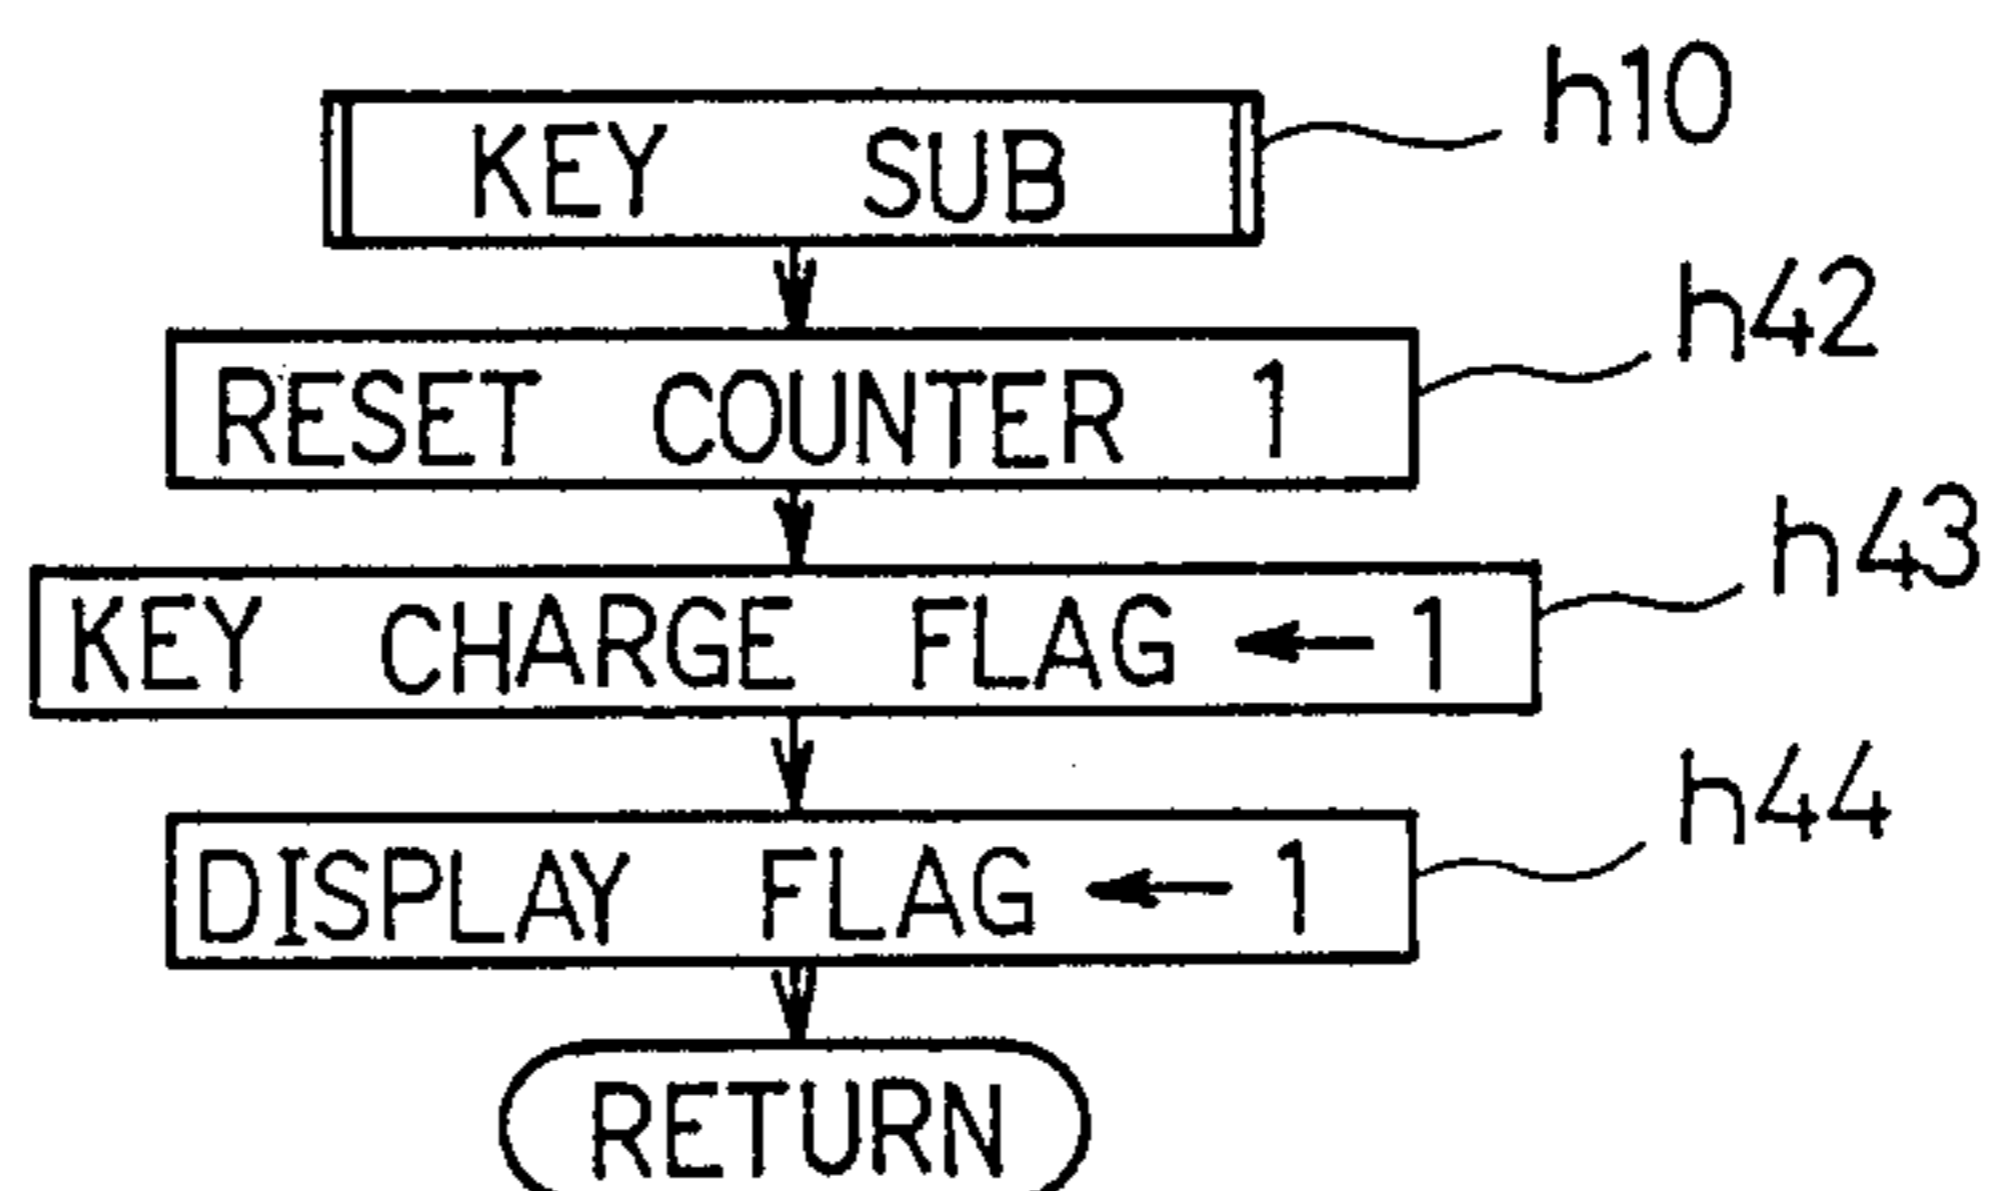 KEY SUB h10
RESET COUNTER 1 h42
KEY CHARGE FLAG ← 1 h43
DISPLAY FLAG ← 1 h44
RETURN